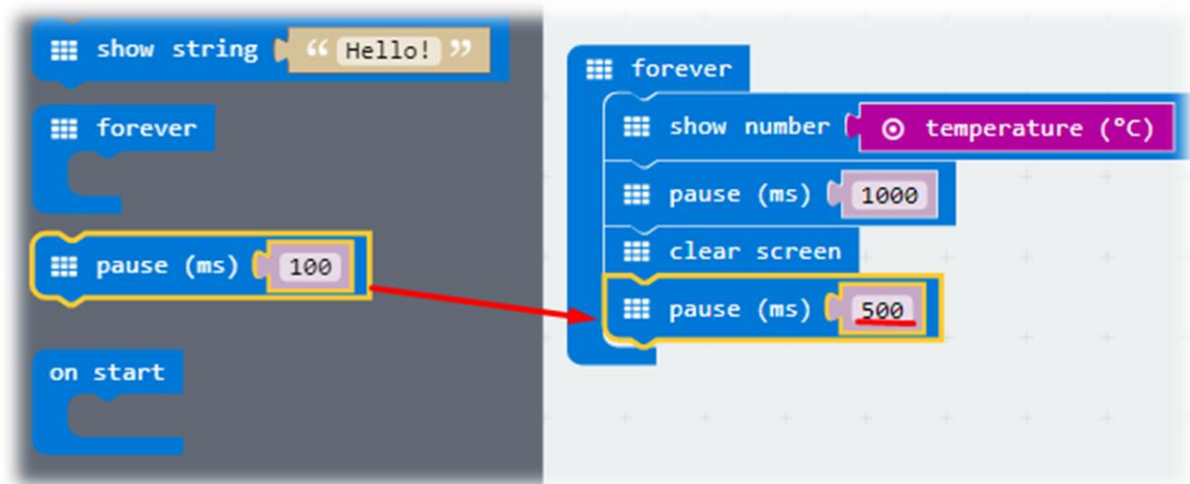 show string “ Hello! ”
forever
pause (ms) 100
on start
forever
show number temperature (°C)
pause (ms) 1000
clear screen
pause (ms) 500